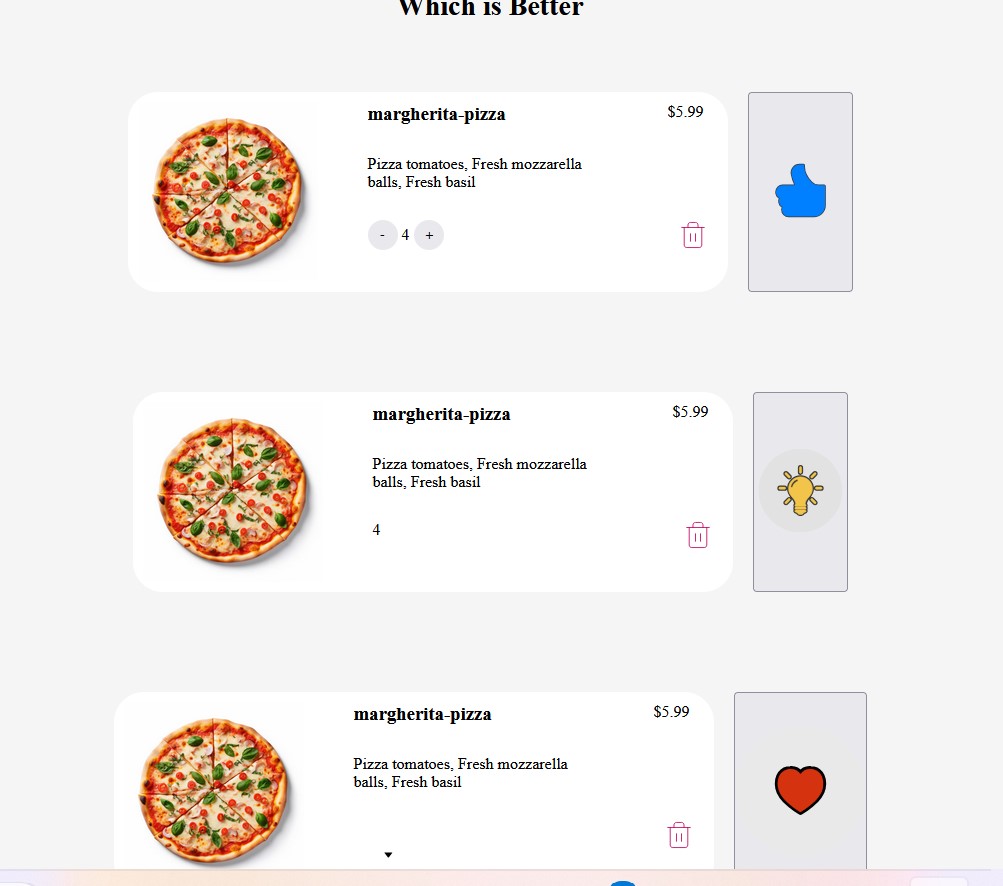 Which is Better
margherita-pizza
$5.99
Pizza tomatoes, Fresh mozzarella
balls, Fresh basil
- 4 +
margherita-pizza
$5.99
Pizza tomatoes, Fresh mozzarella
balls, Fresh basil
4
margherita-pizza
$5.99
Pizza tomatoes, Fresh mozzarella
balls, Fresh basil